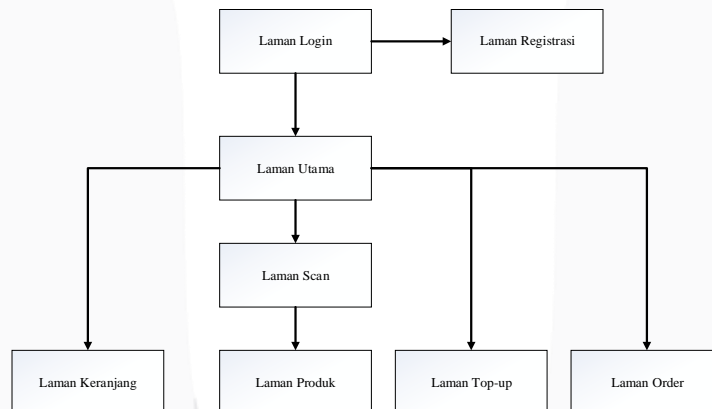 Laman Login
Laman Registrasi
Laman Utama
Laman Scan
Laman Keranjang
Laman Produk
Laman Top-up
Laman Order